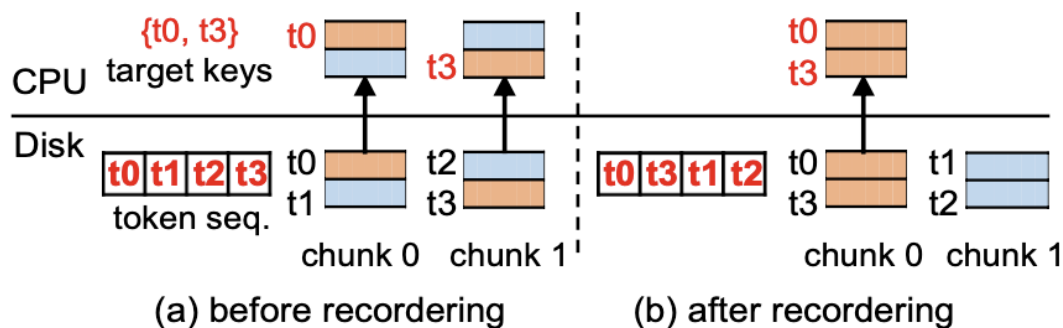 {t0, t3}
target keys
CPU
t0
t3
t0
t3
Disk
t0 t1 t2 t3
token seq.
t0
t1
chunk 0
t2
t3
chunk 1
t0 t3 t1 t2
t0
t3
chunk 0
t1
t2
chunk 1
(a) before recordering
(b) after recordering